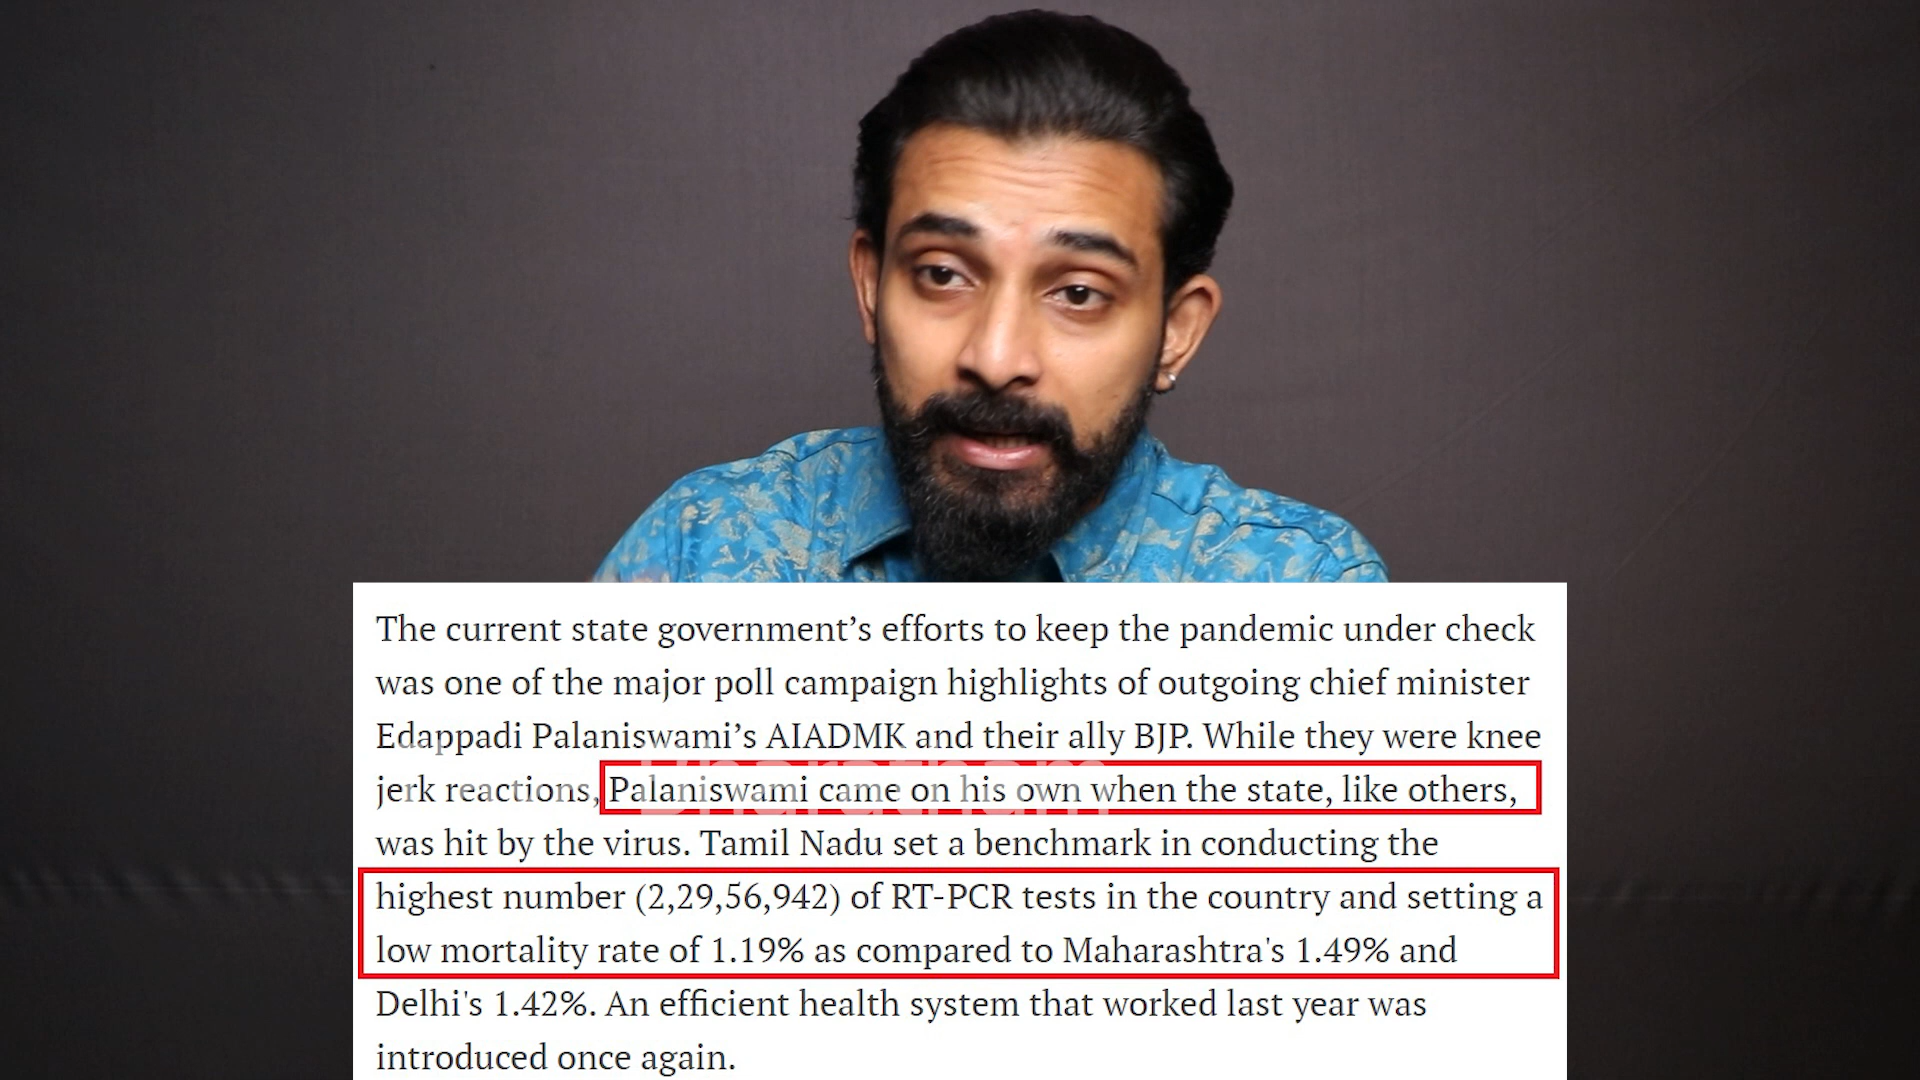 The current state government’s efforts to keep the pandemic under check
was one of the major poll campaign highlights of outgoing chief minister
Edappadi Palaniswami’s AIADMK and their ally BJP. While they were knee
jerk reactions, Palaniswami came on his own when the state, like others,
was hit by the virus. Tamil Nadu set a benchmark in conducting the
highest number (2,29,56,942) of RT-PCR tests in the country and setting a
low mortality rate of 1.19% as compared to Maharashtra's 1.49% and
Delhi's 1.42%. An efficient health system that worked last year was
introduced once again.